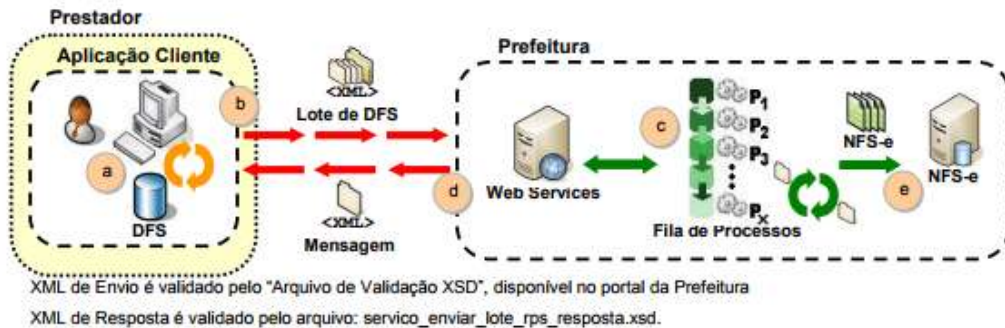 Prestador
Aplicação Cliente
a
DFS
b
<XML>
Lote de DFS
<XML>
Mensagem
Prefeitura
d
Web Services
c
P1
P2
P3
Px
Fila de Processos
NFS-e
e
NFS-e
XML de Envio é validado pelo “Arquivo de Validação XSD”, disponível no portal da Prefeitura
XML de Resposta é validado pelo arquivo: servico_enviar_lote_rps_resposta.xsd.